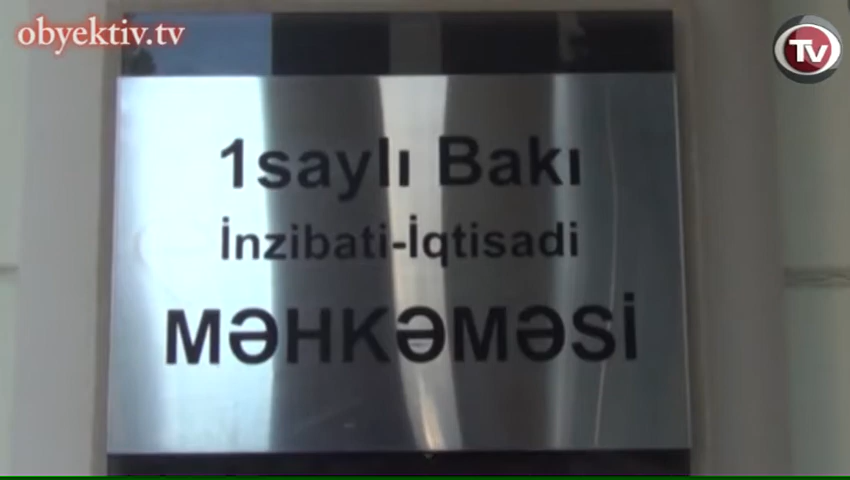 obyektiv.tv
TV
1saylı Bakı
İnzibati-İqtisadi
MƏHKƏMƏSİ